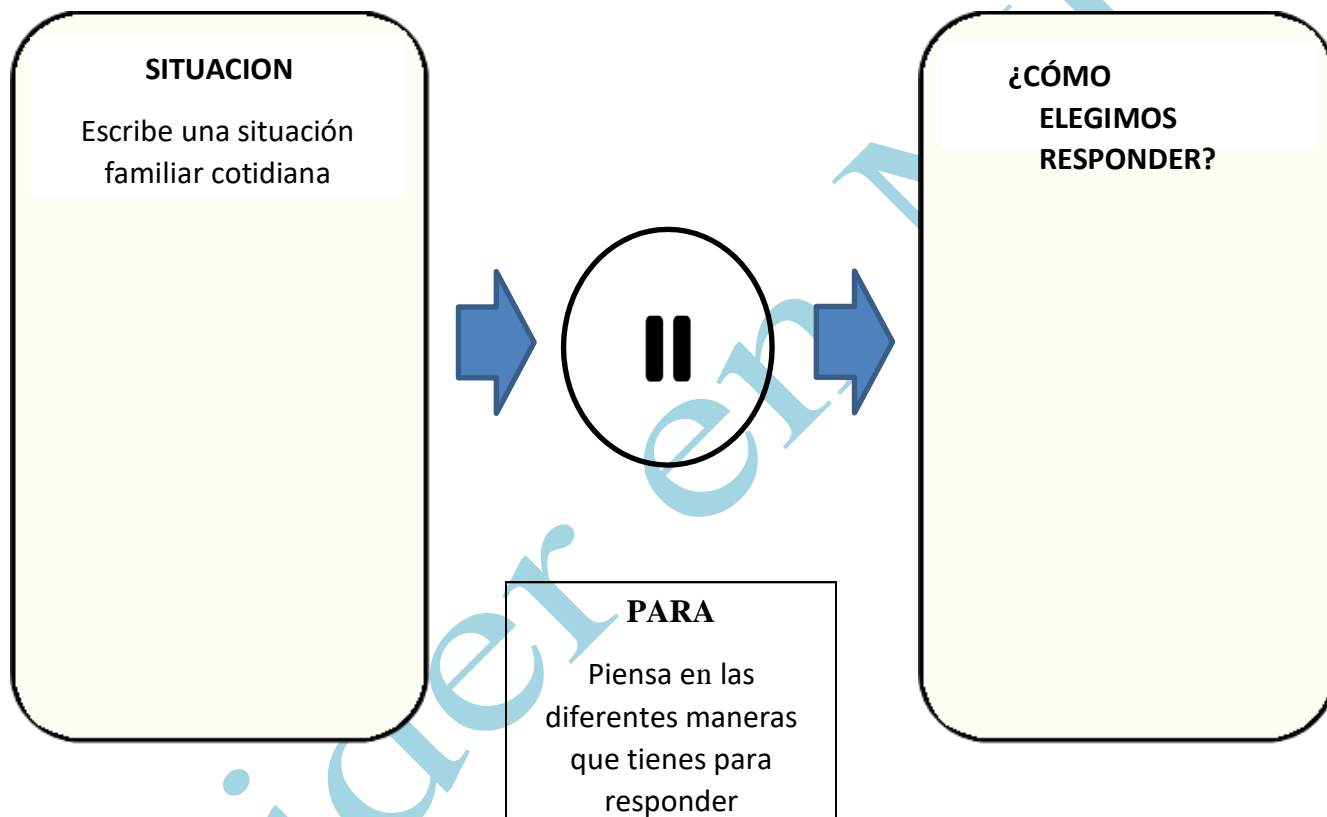 SITUACION
Escribe una situación
familiar cotidiana
¿CÓMO
ELEGIMOS
RESPONDER?
PARA
Piensa en las
diferentes maneras
que tienes para
responder